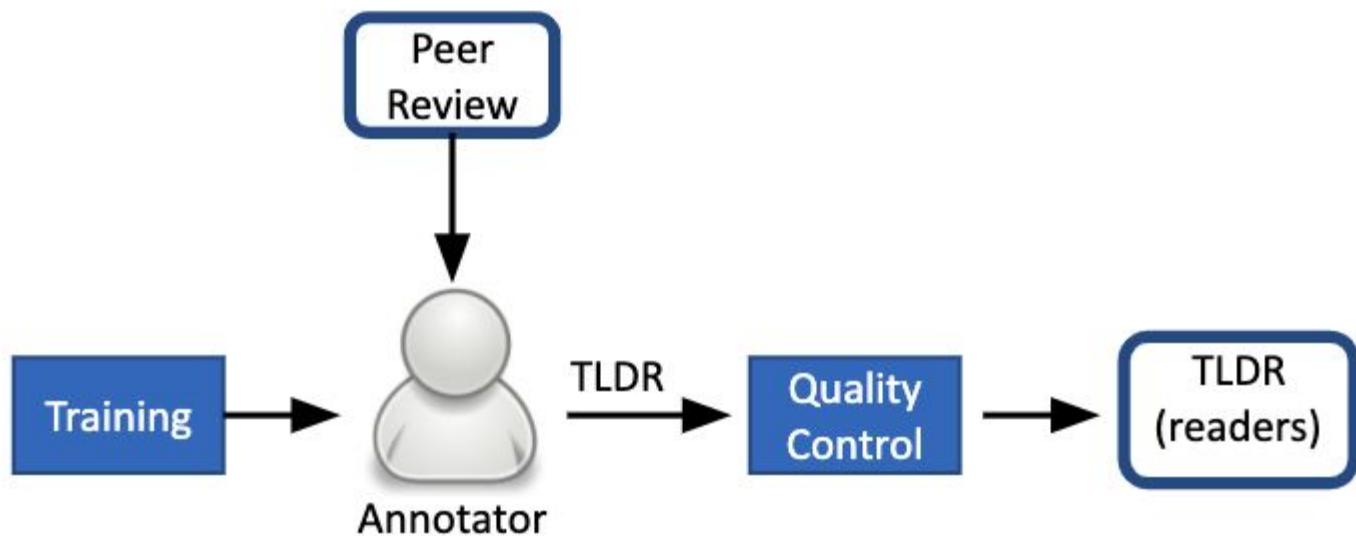 Peer
Review
Training
Annotator
TLDR
Quality
Control
TLDR
(readers)